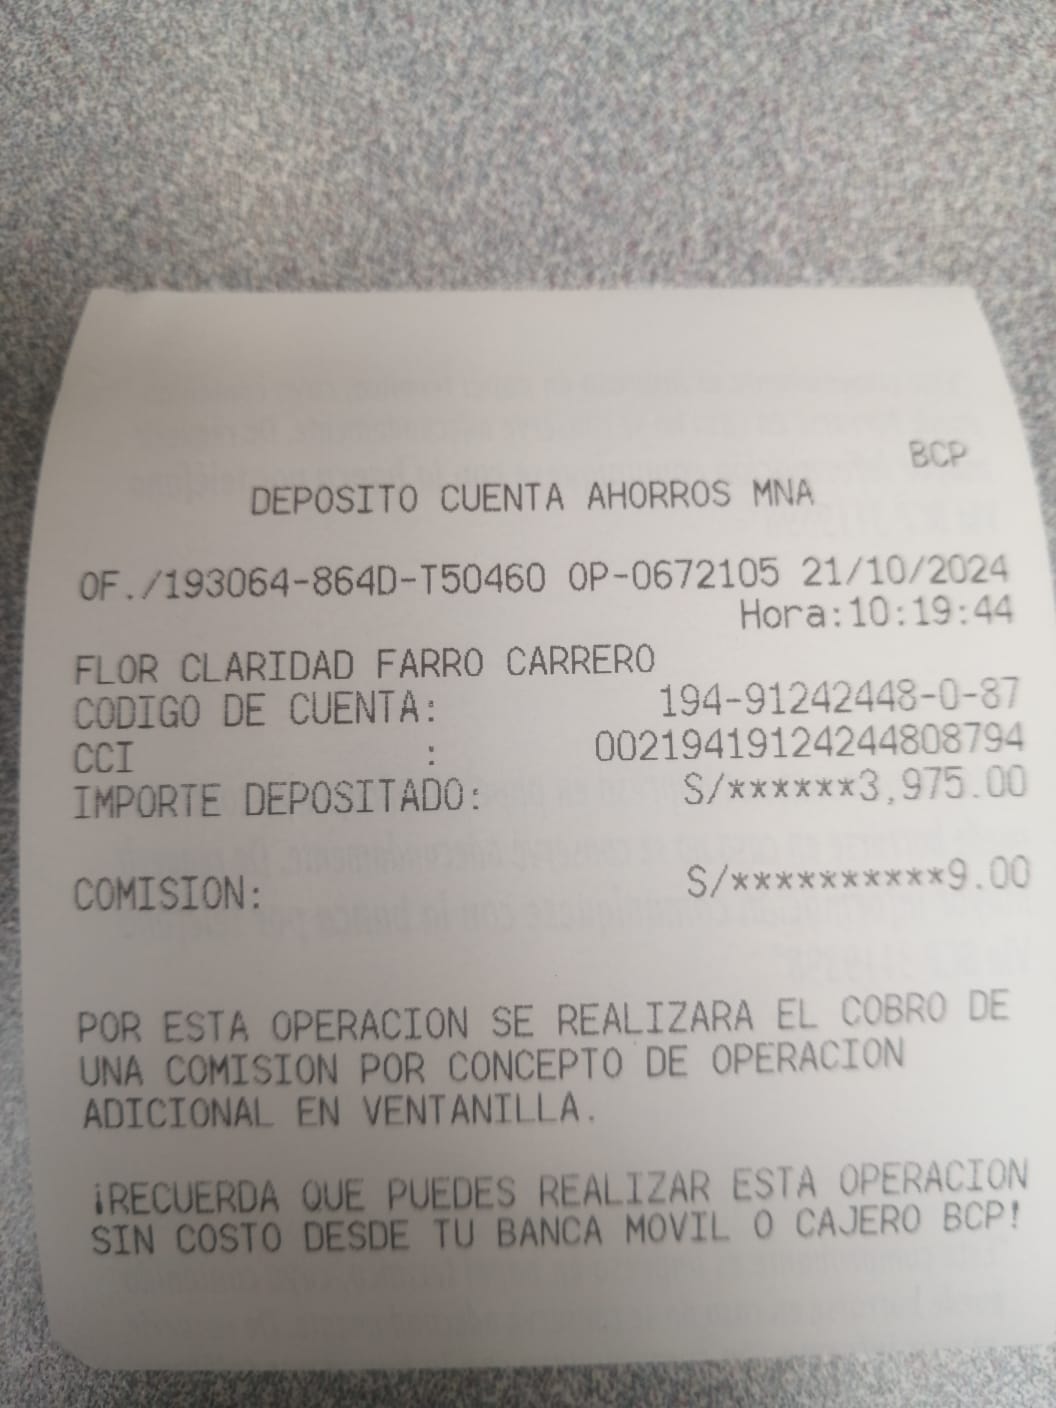 BCP
DEPOSITO CUENTA AHORROS MNA
OF./193064-864D-T50460 OP-0672105 21/10/2024
Hora:10:19:44
FLOR CLARIDAD FARRO CARRERO
CODIGO DE CUENTA: 194-91242448-0-87
CCI : 00219419124244808794
IMPORTE DEPOSITADO: S/******3,975.00
COMISION: S/**********9.00
POR ESTA OPERACION SE REALIZARA EL COBRO DE
UNA COMISION POR CONCEPTO DE OPERACION
ADICIONAL EN VENTANILLA.
¡RECUERDA QUE PUEDES REALIZAR ESTA OPERACION
SIN COSTO DESDE TU BANCA MOVIL O CAJERO BCP!